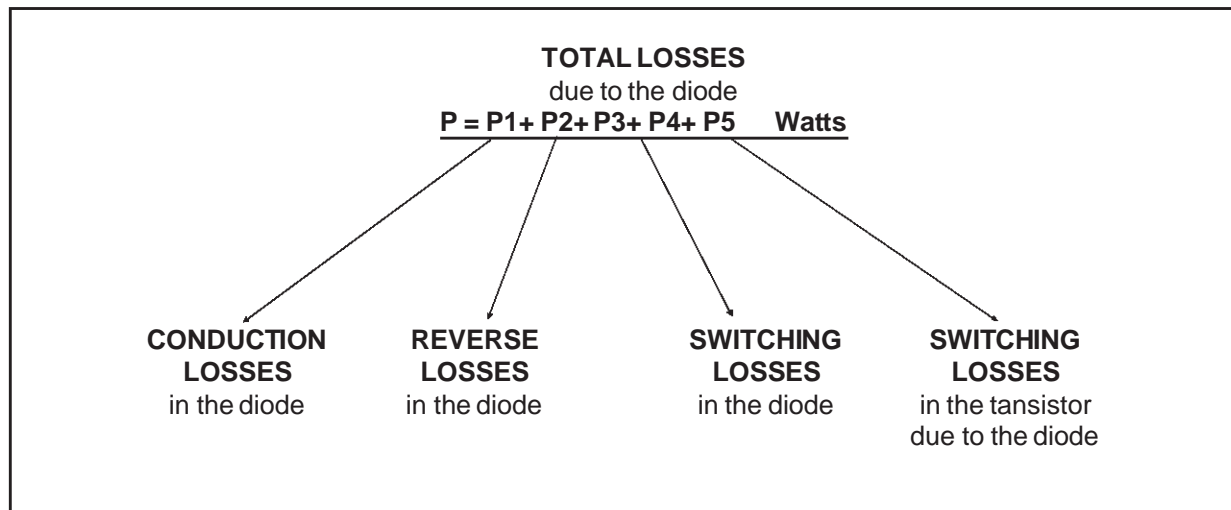 TOTAL LOSSES
due to the diode
P = P1+ P2+ P3+ P4+ P5 Watts
CONDUCTION
LOSSES
in the diode
REVERSE
LOSSES
in the diode
SWITCHING
LOSSES
in the diode
SWITCHING
LOSSES
in the tansistor
due to the diode